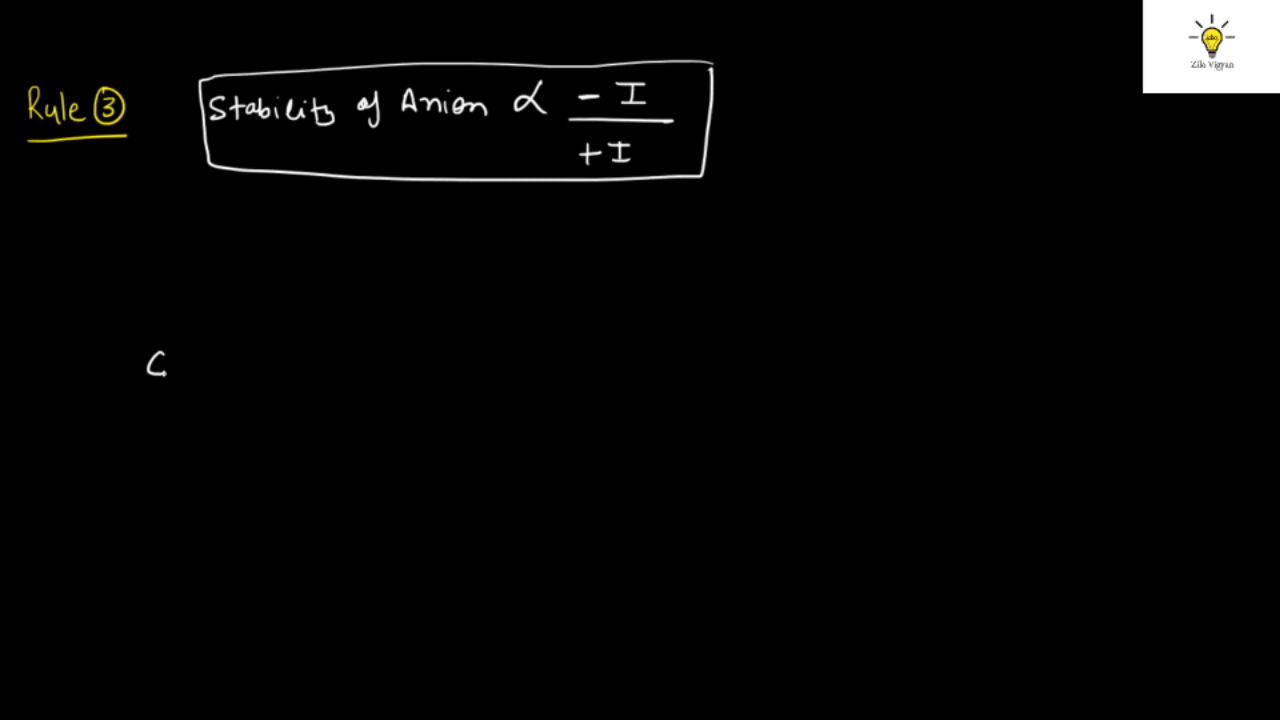 Rule ③
Stability of Anion α - I
+ I
C
Zila Vigyan